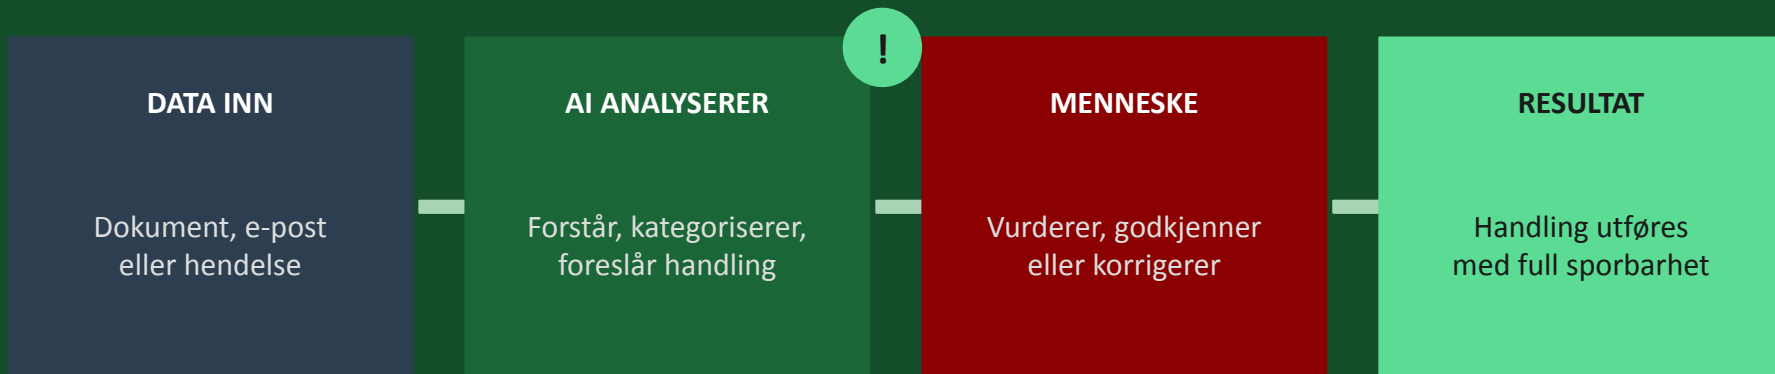 DATA INN
Dokument, e-post
eller hendelse
AI ANALYSERER
Forstår, kategoriserer,
foreslår handling
!
MENNESKE
Vurderer, godkjenner
eller korrigerer
RESULTAT
Handling utføres
med full sporbarhet